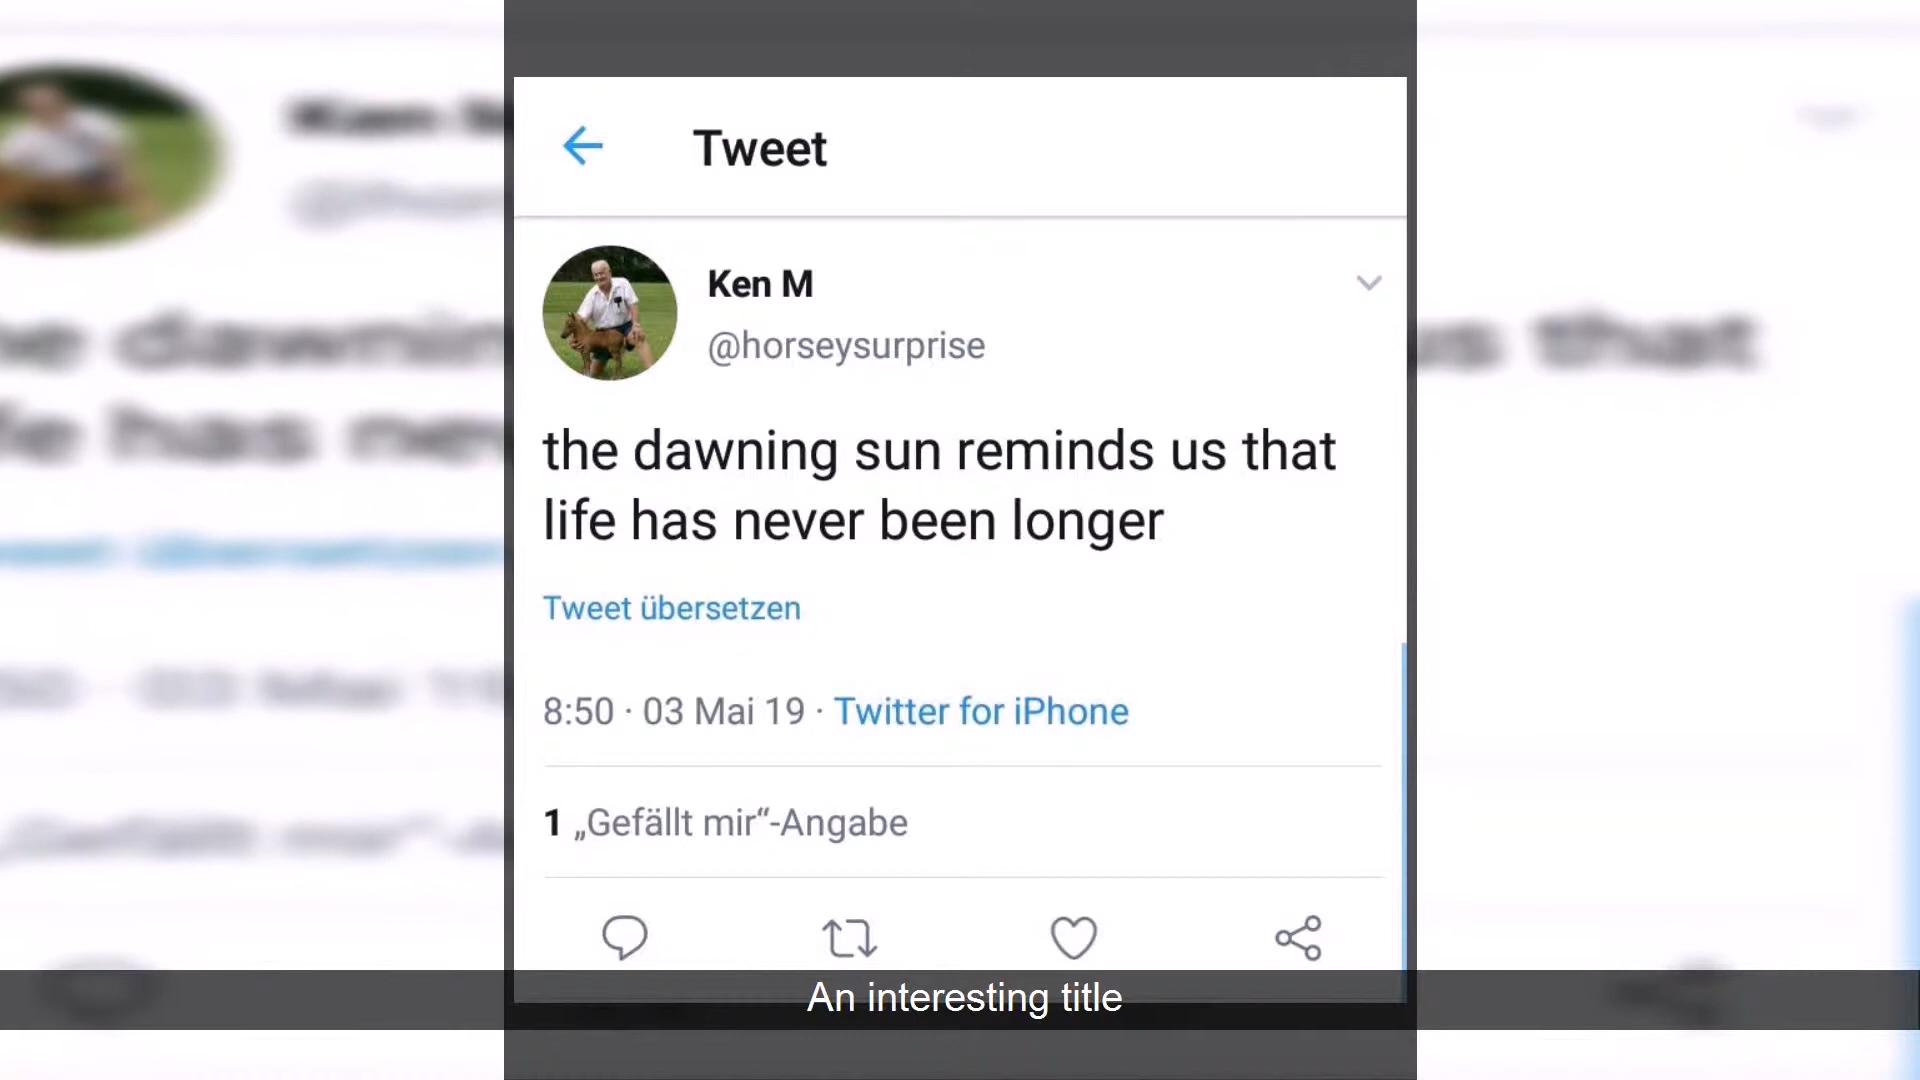 Tweet
Ken M
@horseysurprise
the dawning sun reminds us that
life has never been longer
Tweet übersetzen
8:50 · 03 Mai 19 · Twitter for iPhone
1 „Gefällt mir“-Angabe
An interesting title